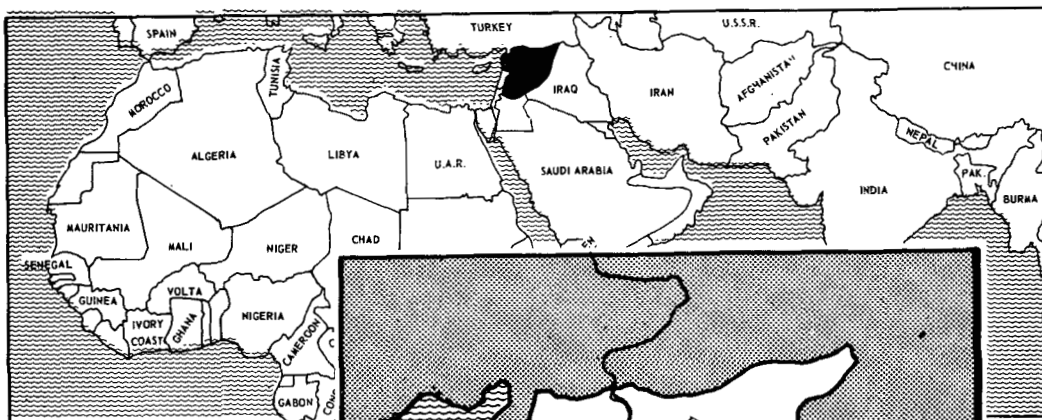 SPAIN
TURKEY
U.S.S.R.
MOROCCO
TUNISIA
IRAQ
IRAN
AFGHANISTAN
CHINA
ALGERIA
LIBYA
U.A.R.
SAUDI ARABIA
PAKISTAN
NEPAL
INDIA
PAK.
BURMA
MAURITANIA
MALI
NIGER
CHAD
SENEGAL
GUINEA
VOLTA
IVORY
COAST
GHANA
NIGERIA
CAMEROON
GABON